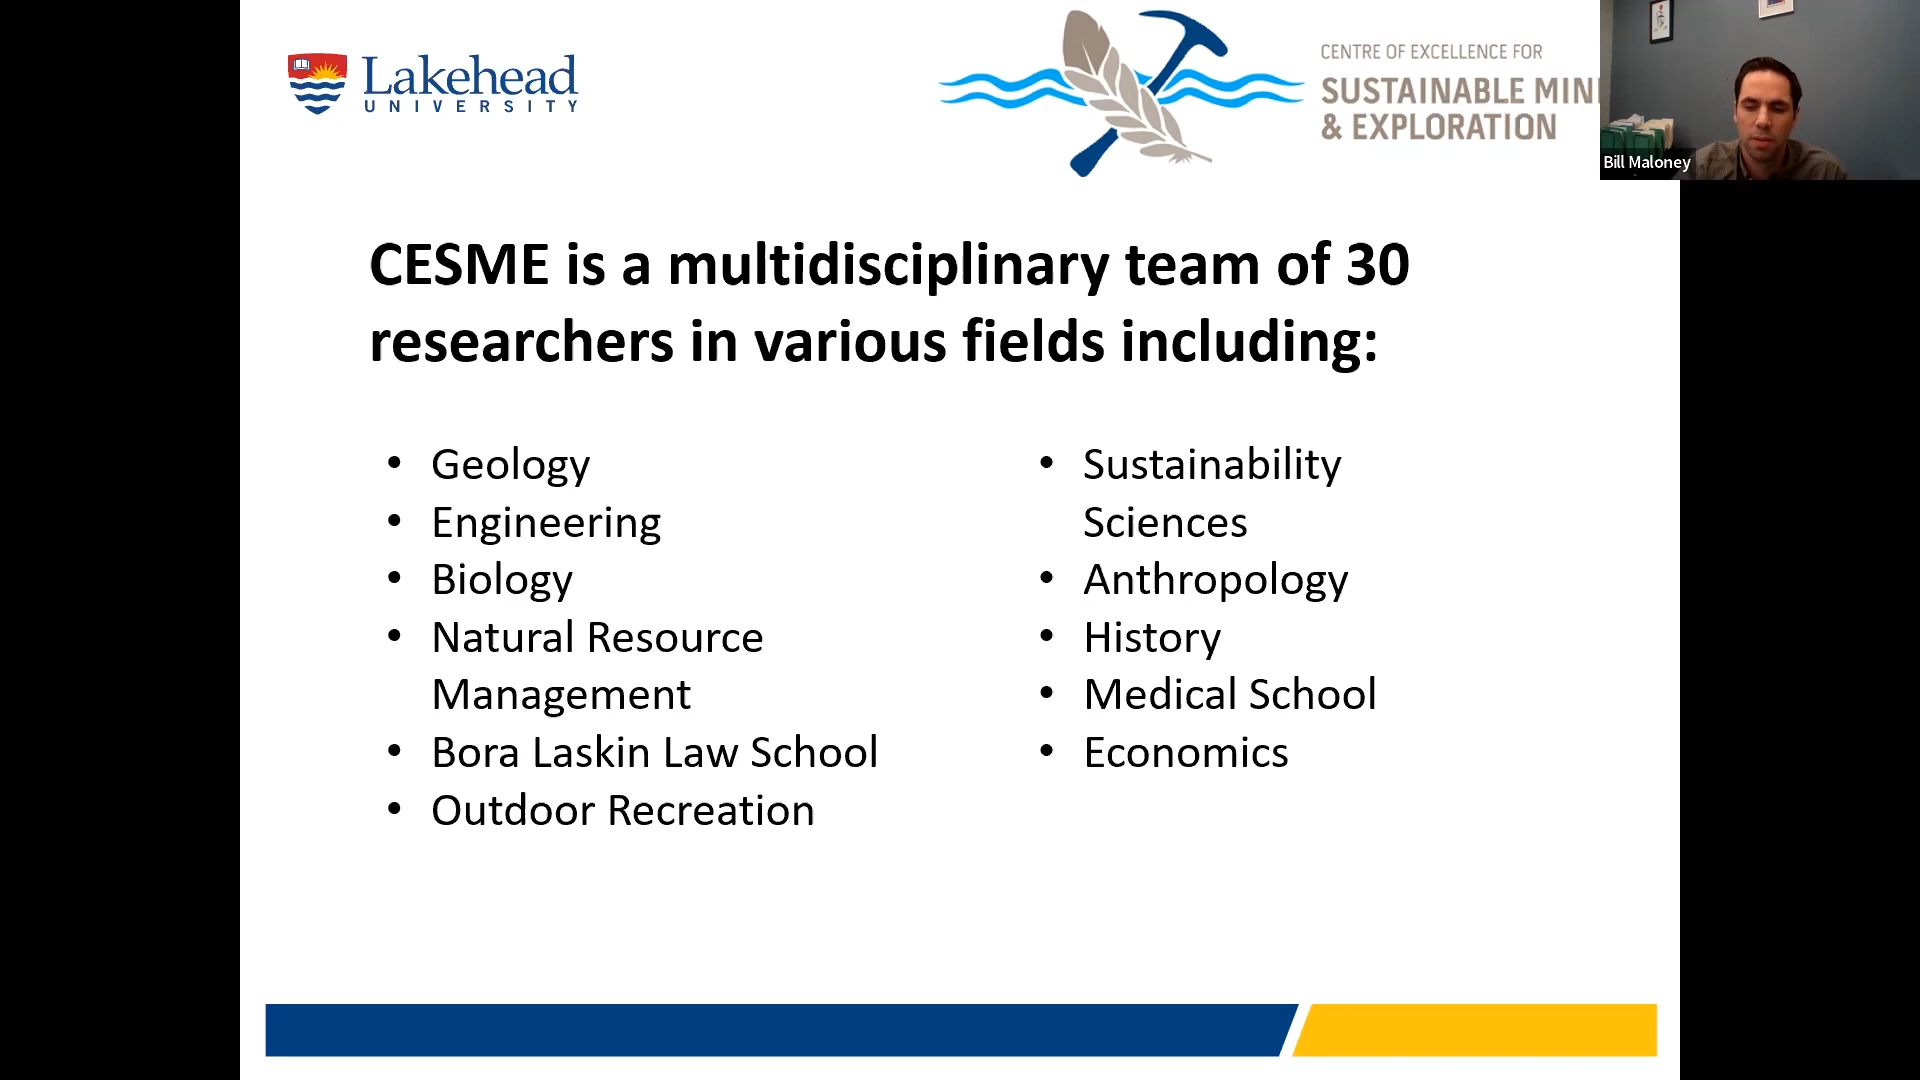 Lakehead
UNIVERSITY
CENTRE OF EXCELLENCE FOR
SUSTAINABLE MIN
& EXPLORATION
Bill Maloney
CESME is a multidisciplinary team of 30
researchers in various fields including:
• Geology
• Engineering
• Biology
• Natural Resource
Management
• Bora Laskin Law School
• Outdoor Recreation
• Sustainability
Sciences
• Anthropology
• History
• Medical School
• Economics